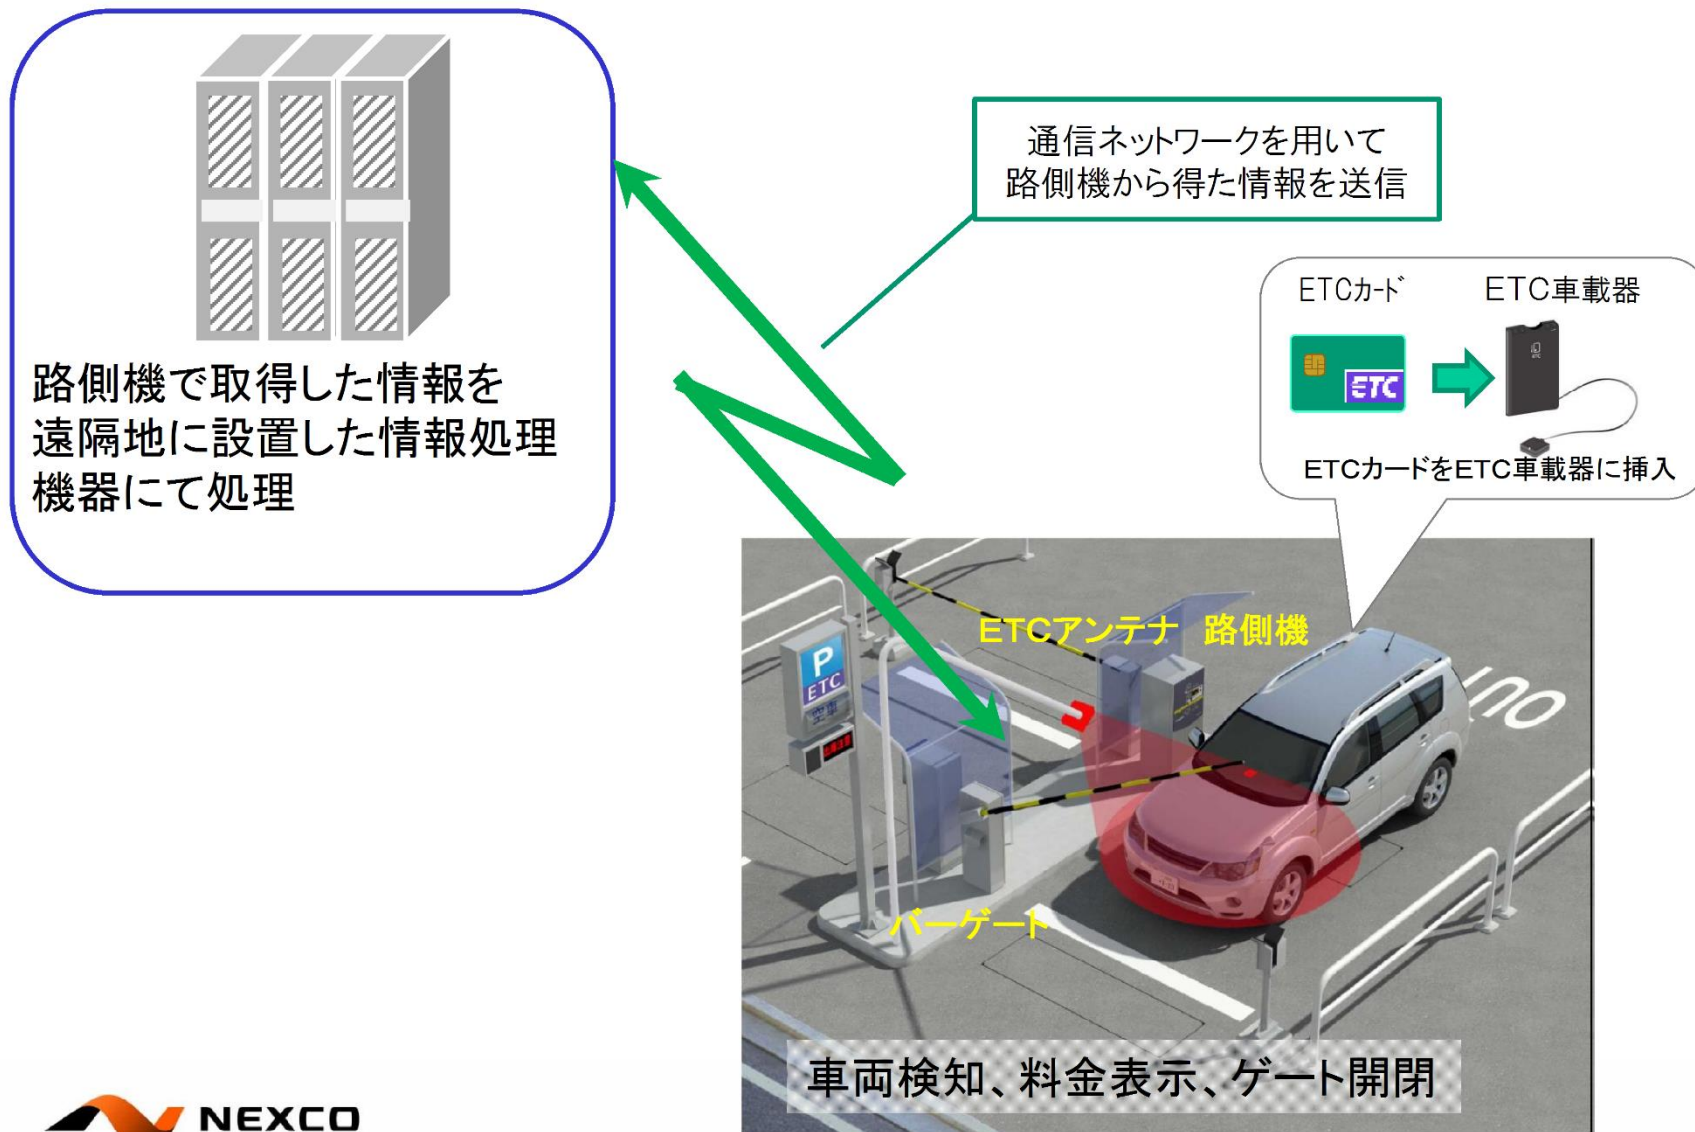 路側機で取得した情報を
遠隔地に設置した情報処理
機器にて処理
通信ネットワークを用いて
路側機から得た情報を送信
ETCカード ETC車載器
ETC
ETC
ETCカードをETC車載器に挿入
ETCアンテナ 路側機
P
ETC
空車
OUT
バーゲート
車両検知、料金表示、ゲート開閉
NEXCO